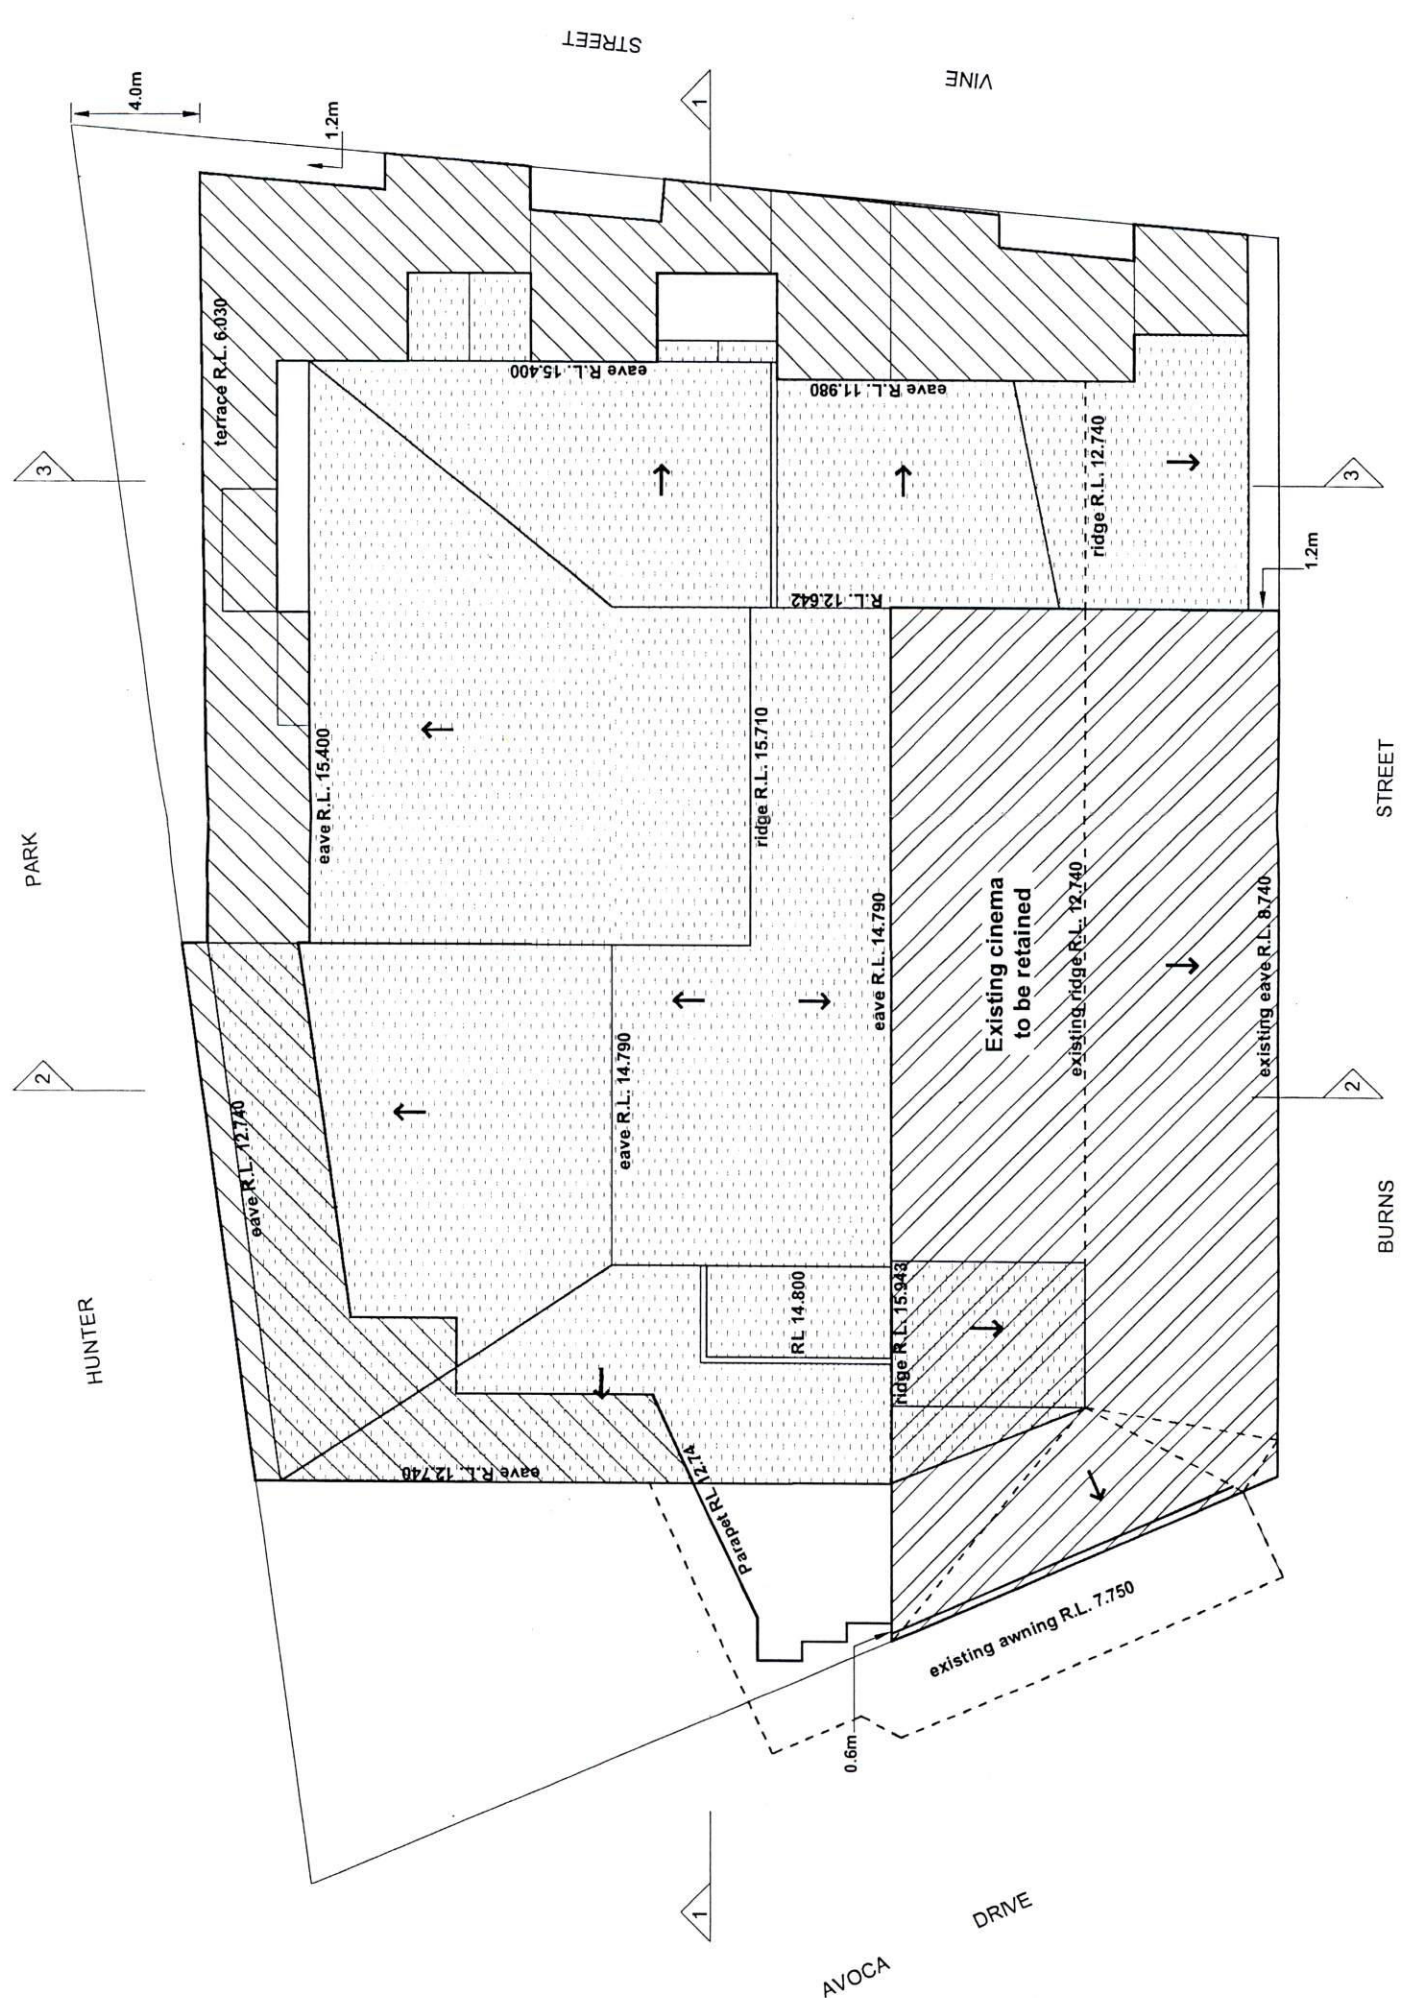 STREET
VINE
4.0m
1.2m
1
terrace R.L. 6.030
eave R.L. 15.400
eave R.L. 11.980
ridge R.L. 12.740
3
3
1.2m
R.L. 12.642
PARK
eave R.L. 15.400
ridge R.L. 15.710
STREET
eave R.L. 14.790
Existing cinema
to be retained
existing ridge R.L. 12.740
existing eave R.L. 8.740
2
2
eave R.L. 12.740
eave R.L. 14.790
HUNTER
BURNS
RL 14.800
ridge R.L. 15.943
eave R.L. 12.740
Parapet RL 12.74
existing awning R.L. 7.750
0.6m
1
AVOCA
DRIVE